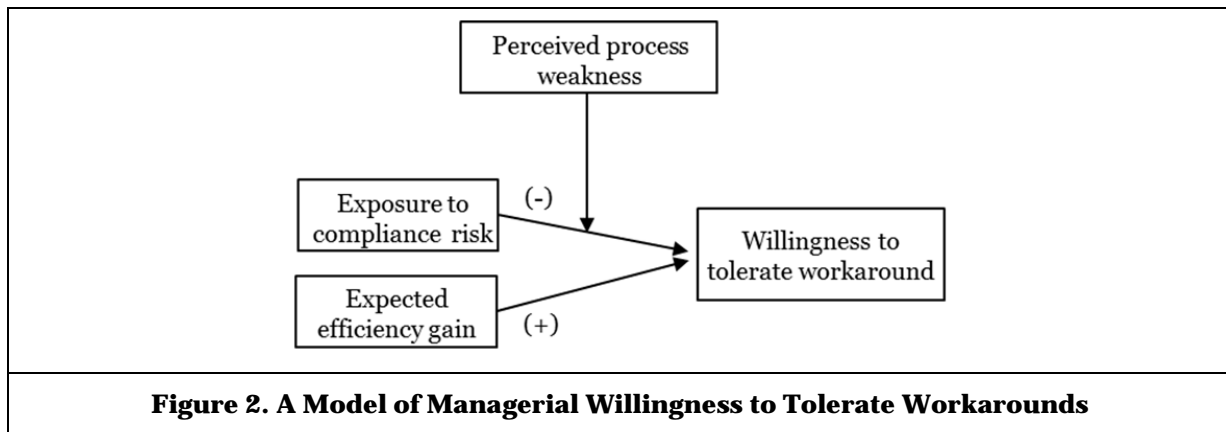 Perceived process
weakness
(-)
Exposure to
compliance risk
Willingness to
tolerate workaround
Expected
efficiency gain
(+)
Figure 2. A Model of Managerial Willingness to Tolerate Workarounds